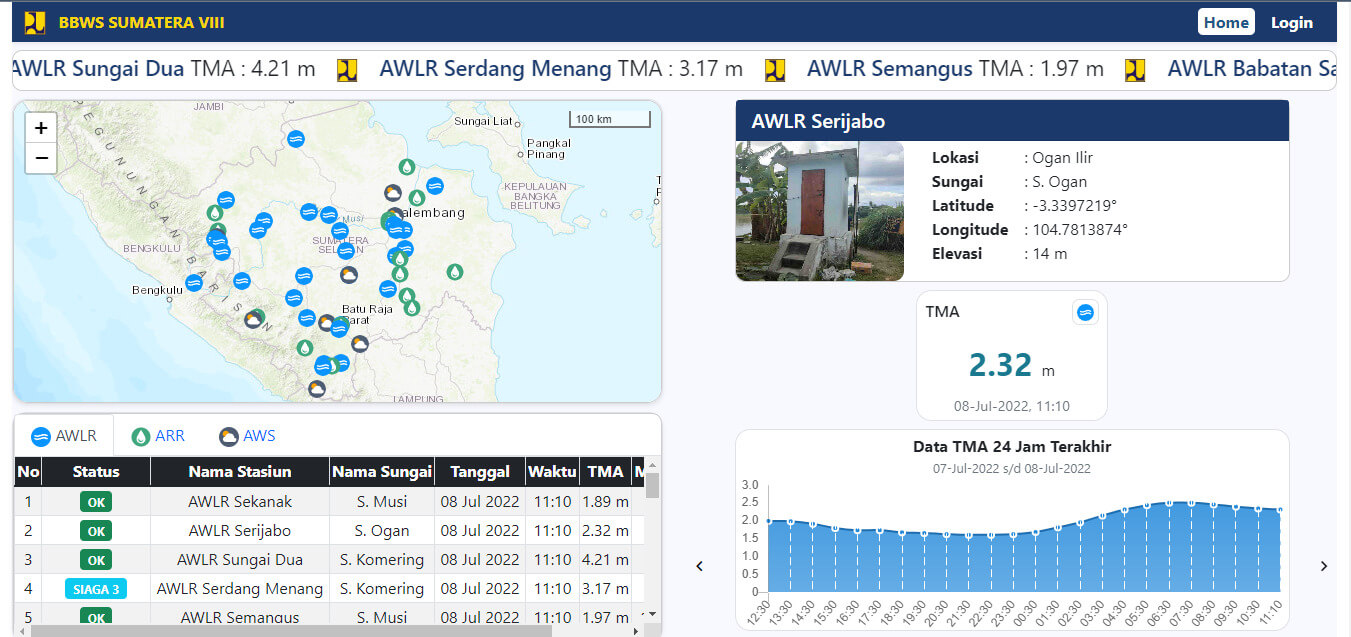 BBWS SUMATERA VIII
Home Login
AWLR Sungai Dua TMA : 4.21 m AWLR Serdang Menang TMA : 3.17 m AWLR Semangus TMA : 1.97 m AWLR Babatan Sa
+
−
JAMBI
100 km
Sungai Liat
Pangkal
Pinang
PEGUNUNGAN BARISAN
KEPULAUAN
BANGKA
BELITUNG
Musi
alembang
SUMATERA
SELATAN
BENGKULU
Bengkulu
Batu Raja
Barat
LAMPUNG
AWLR Serijabo
Lokasi : Ogan Ilir
Sungai : S. Ogan
Latitude : -3.3397219°
Longitude : 104.7813874°
Elevasi : 14 m
TMA
2.32 m
08-Jul-2022, 11:10
AWLR ARR AWS
No Status Nama Stasiun Nama Sungai Tanggal Waktu TMA M
1 OK AWLR Sekanak S. Musi 08 Jul 2022 11:10 1.89 m
2 OK AWLR Serijabo S. Ogan 08 Jul 2022 11:10 2.32 m
3 OK AWLR Sungai Dua S. Komering 08 Jul 2022 11:10 4.21 m
4 SIAGA 3 AWLR Serdang Menang S. Komering 08 Jul 2022 11:10 3.17 m
5 OK AWLR Semangus S. Musi 08 Jul 2022 11:10 1.97 m
Data TMA 24 Jam Terakhir
07-Jul-2022 s/d 08-Jul-2022
3.0
2.5
2.0
1.5
1.0
0.5
0
12:30 13:30 14:30 15:30 16:30 17:30 18:30 19:30 20:30 21:30 22:30 23:30 00:30 01:30 02:30 03:30 04:30 05:30 06:30 07:30 08:30 09:30 10:30 11:10